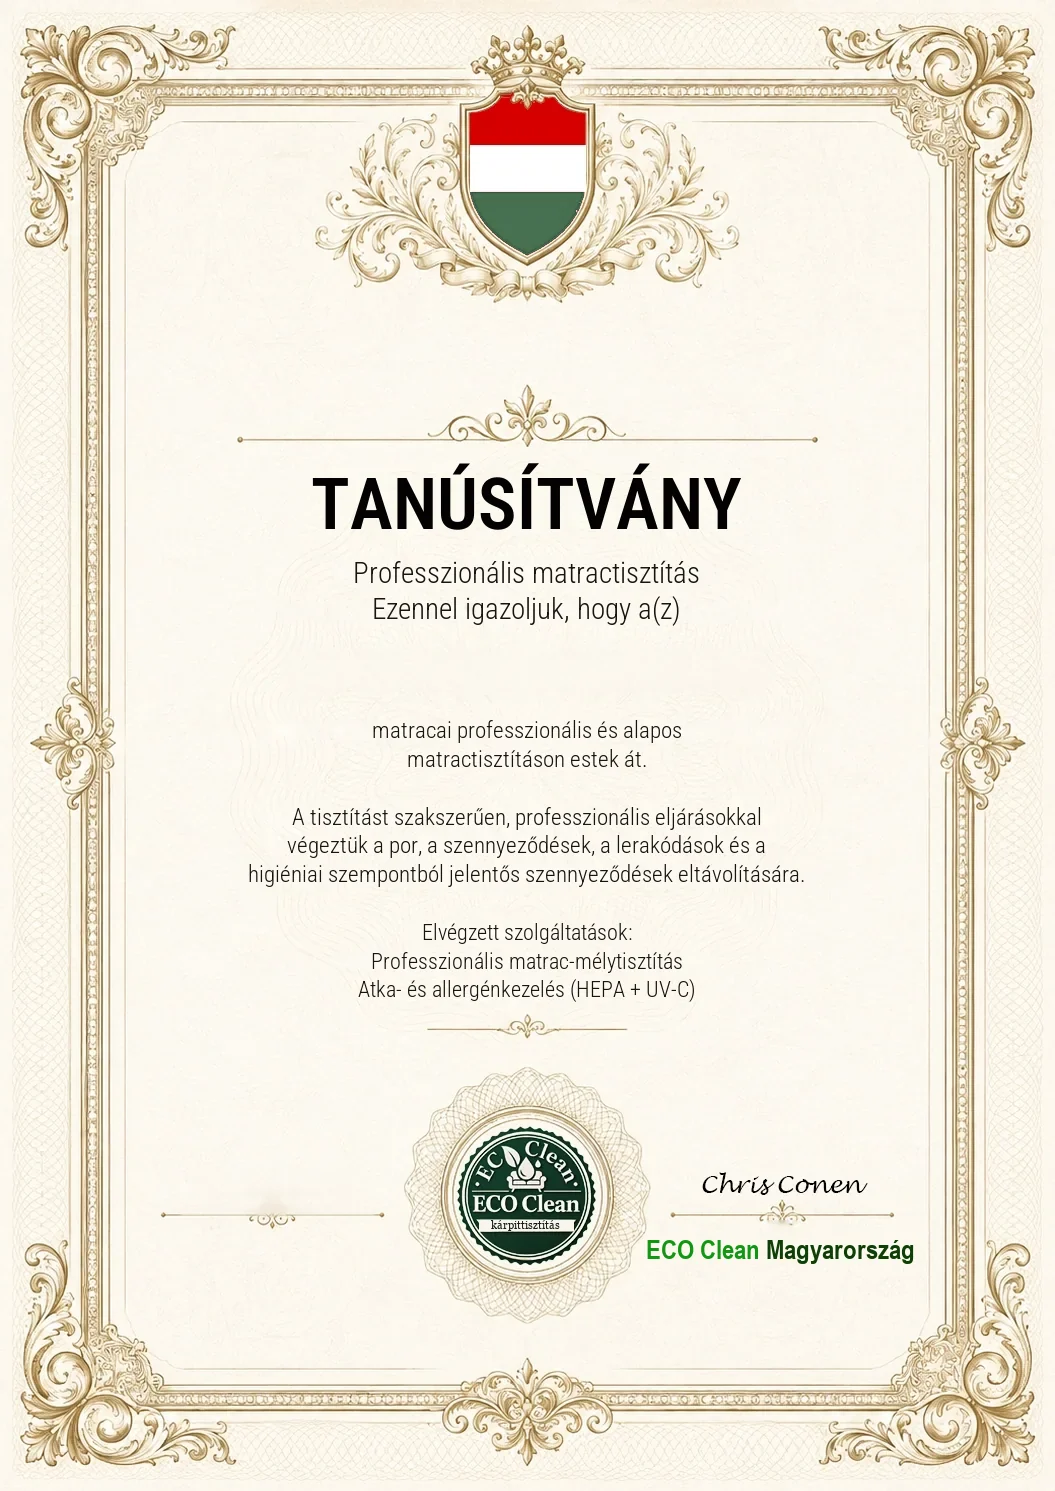 TANÚSÍTVÁNY
Professzionális matractisztítás
Ezennel igazoljuk, hogy a(z)
matracai professzionális és alapos
matractisztításon estek át.
A tisztítást szakszerűen, professzionális eljárásokkal
végeztük a por, a szennyeződések, a lerakódások és a
higiéniai szempontból jelentős szennyeződések eltávolítására.
Elvégzett szolgáltatások:
Professzionális matrac-mélytisztítás
Atka- és allergénkezelés (HEPA + UV-C)
ECO Clean
ECO Clean
kárpittisztítás
Chris Conen
ECO Clean Magyarország